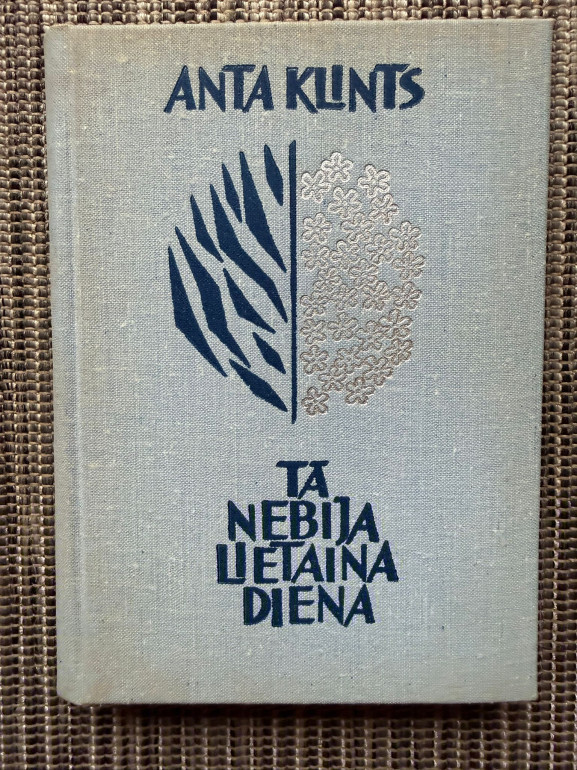 ANTA KLINTS
TĀ
NEBIJA
LIETAINA
DIENA